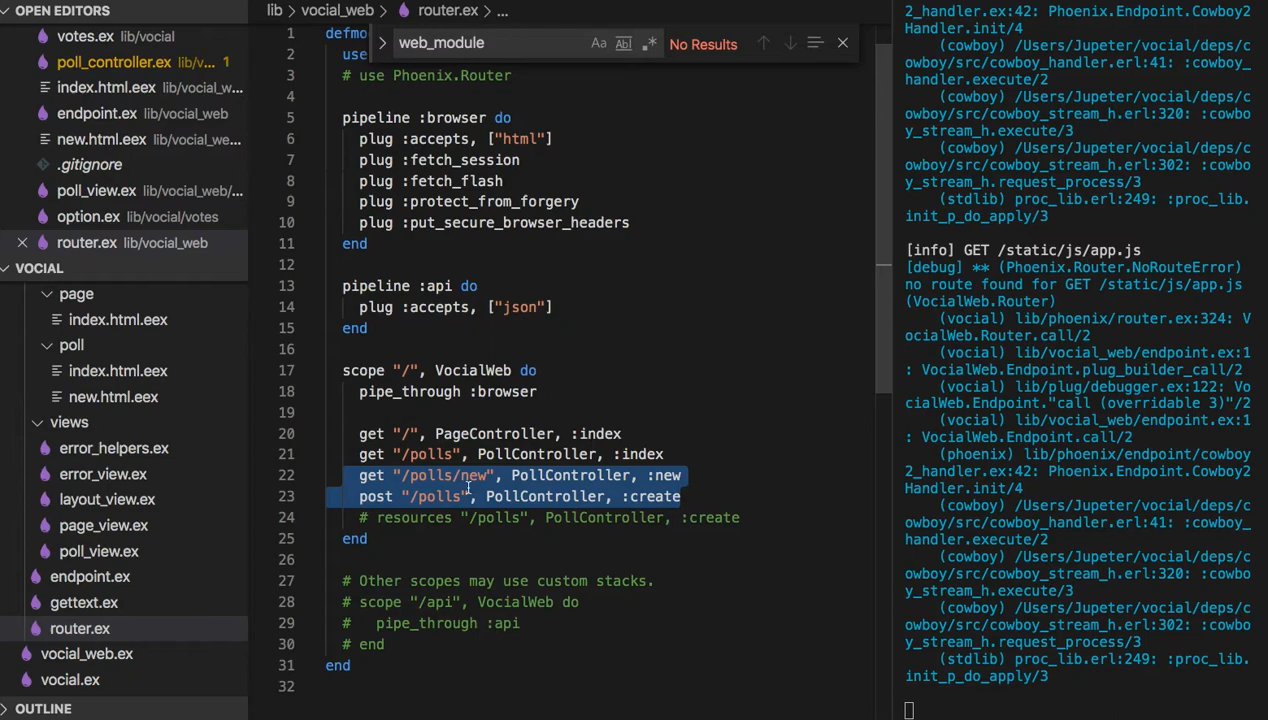 OPEN EDITORS
votes.ex lib/vocial
poll_controller.ex lib/v... 1
index.html.eex lib/vocial_w...
endpoint.ex lib/vocial_web
new.html.eex lib/vocial_we...
.gitignore
poll_view.ex lib/vocial_web/...
option.ex lib/vocial/votes
router.ex lib/vocial_web
VOCIAL
page
index.html.eex
poll
index.html.eex
new.html.eex
views
error_helpers.ex
error_view.ex
layout_view.ex
page_view.ex
poll_view.ex
endpoint.ex
gettext.ex
router.ex
vocial_web.ex
vocial.ex
OUTLINE
lib > vocial_web > router.ex > ...
web_module Aa Abl .* No Results
1 defmo
2 use
3 # use Phoenix.Router
4
5 pipeline :browser do
6 plug :accepts, ["html"]
7 plug :fetch_session
8 plug :fetch_flash
9 plug :protect_from_forgery
10 plug :put_secure_browser_headers
11 end
12
13 pipeline :api do
14 plug :accepts, ["json"]
15 end
16
17 scope "/", VocialWeb do
18 pipe_through :browser
19
20 get "/", PageController, :index
21 get "/polls", PollController, :index
22 get "/polls/new", PollController, :new
23 post "/polls", PollController, :create
24 # resources "/polls", PollController, :create
25 end
26
27 # Other scopes may use custom stacks.
28 # scope "/api", VocialWeb do
29 # pipe_through :api
30 # end
31 end
32
2_handler.ex:42: Phoenix.Endpoint.Cowboy2
Handler.init/4
(cowboy) /Users/Jupeter/vocial/deps/c
owboy/src/cowboy_handler.erl:41: :cowboy_
handler.execute/2
(cowboy) /Users/Jupeter/vocial/deps/c
owboy/src/cowboy_stream_h.erl:320: :cowbo
y_stream_h.execute/3
(cowboy) /Users/Jupeter/vocial/deps/c
owboy/src/cowboy_stream_h.erl:302: :cowbo
y_stream_h.request_process/3
(stdlib) proc_lib.erl:249: :proc_lib.
init_p_do_apply/3
[info] GET /static/js/app.js
[debug] ** (Phoenix.Router.NoRouteError)
no route found for GET /static/js/app.js
(VocialWeb.Router)
(vocial) lib/phoenix/router.ex:324: V
ocialWeb.Router.call/2
(vocial) lib/vocial_web/endpoint.ex:1
: VocialWeb.Endpoint.plug_builder_call/2
(vocial) lib/plug/debugger.ex:122: Vo
cialWeb.Endpoint."call (overridable 3)"/2
(vocial) lib/vocial_web/endpoint.ex:1
: VocialWeb.Endpoint.call/2
(phoenix) lib/phoenix/endpoint/cowboy
2_handler.ex:42: Phoenix.Endpoint.Cowboy2
Handler.init/4
(cowboy) /Users/Jupeter/vocial/deps/c
owboy/src/cowboy_handler.erl:41: :cowboy_
handler.execute/2
(cowboy) /Users/Jupeter/vocial/deps/c
owboy/src/cowboy_stream_h.erl:320: :cowbo
y_stream_h.execute/3
(cowboy) /Users/Jupeter/vocial/deps/c
owboy/src/cowboy_stream_h.erl:302: :cowbo
y_stream_h.request_process/3
(stdlib) proc_lib.erl:249: :proc_lib.
init_p_do_apply/3